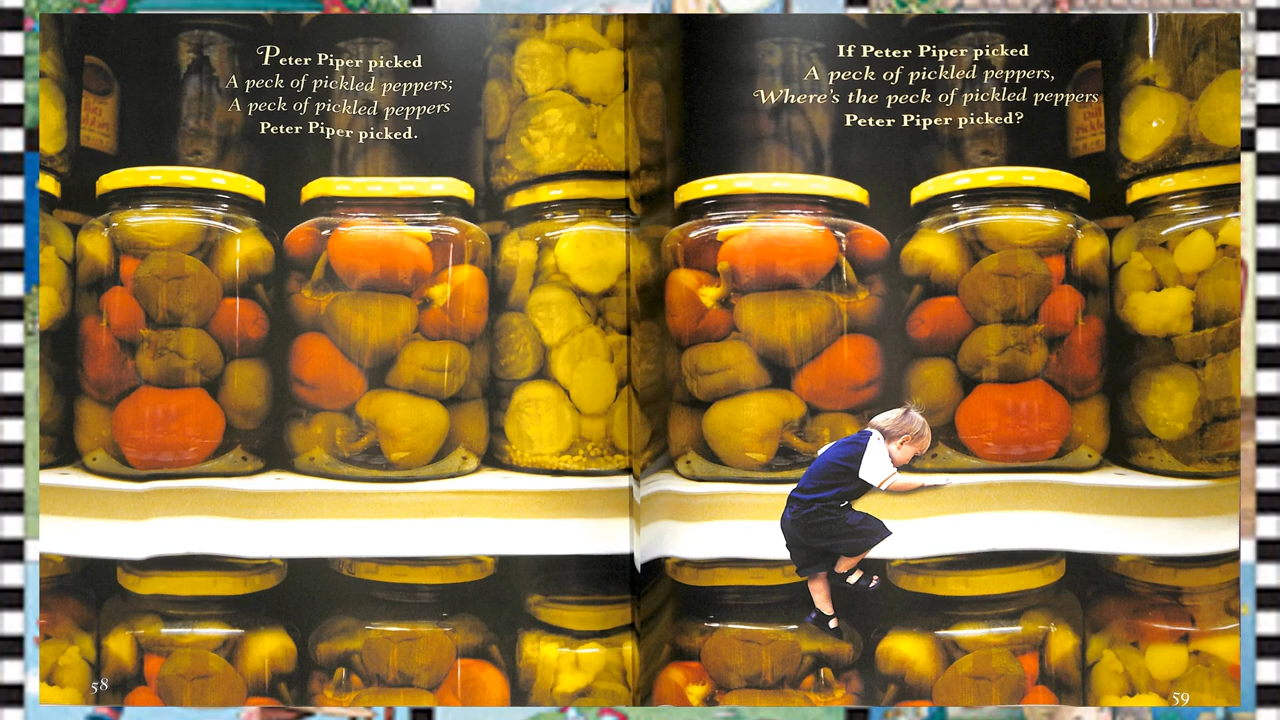 Peter Piper picked
A peck of pickled peppers;
A peck of pickled peppers
Peter Piper picked.
If Peter Piper picked
A peck of pickled peppers,
Where's the peck of pickled peppers
Peter Piper picked?
58
59